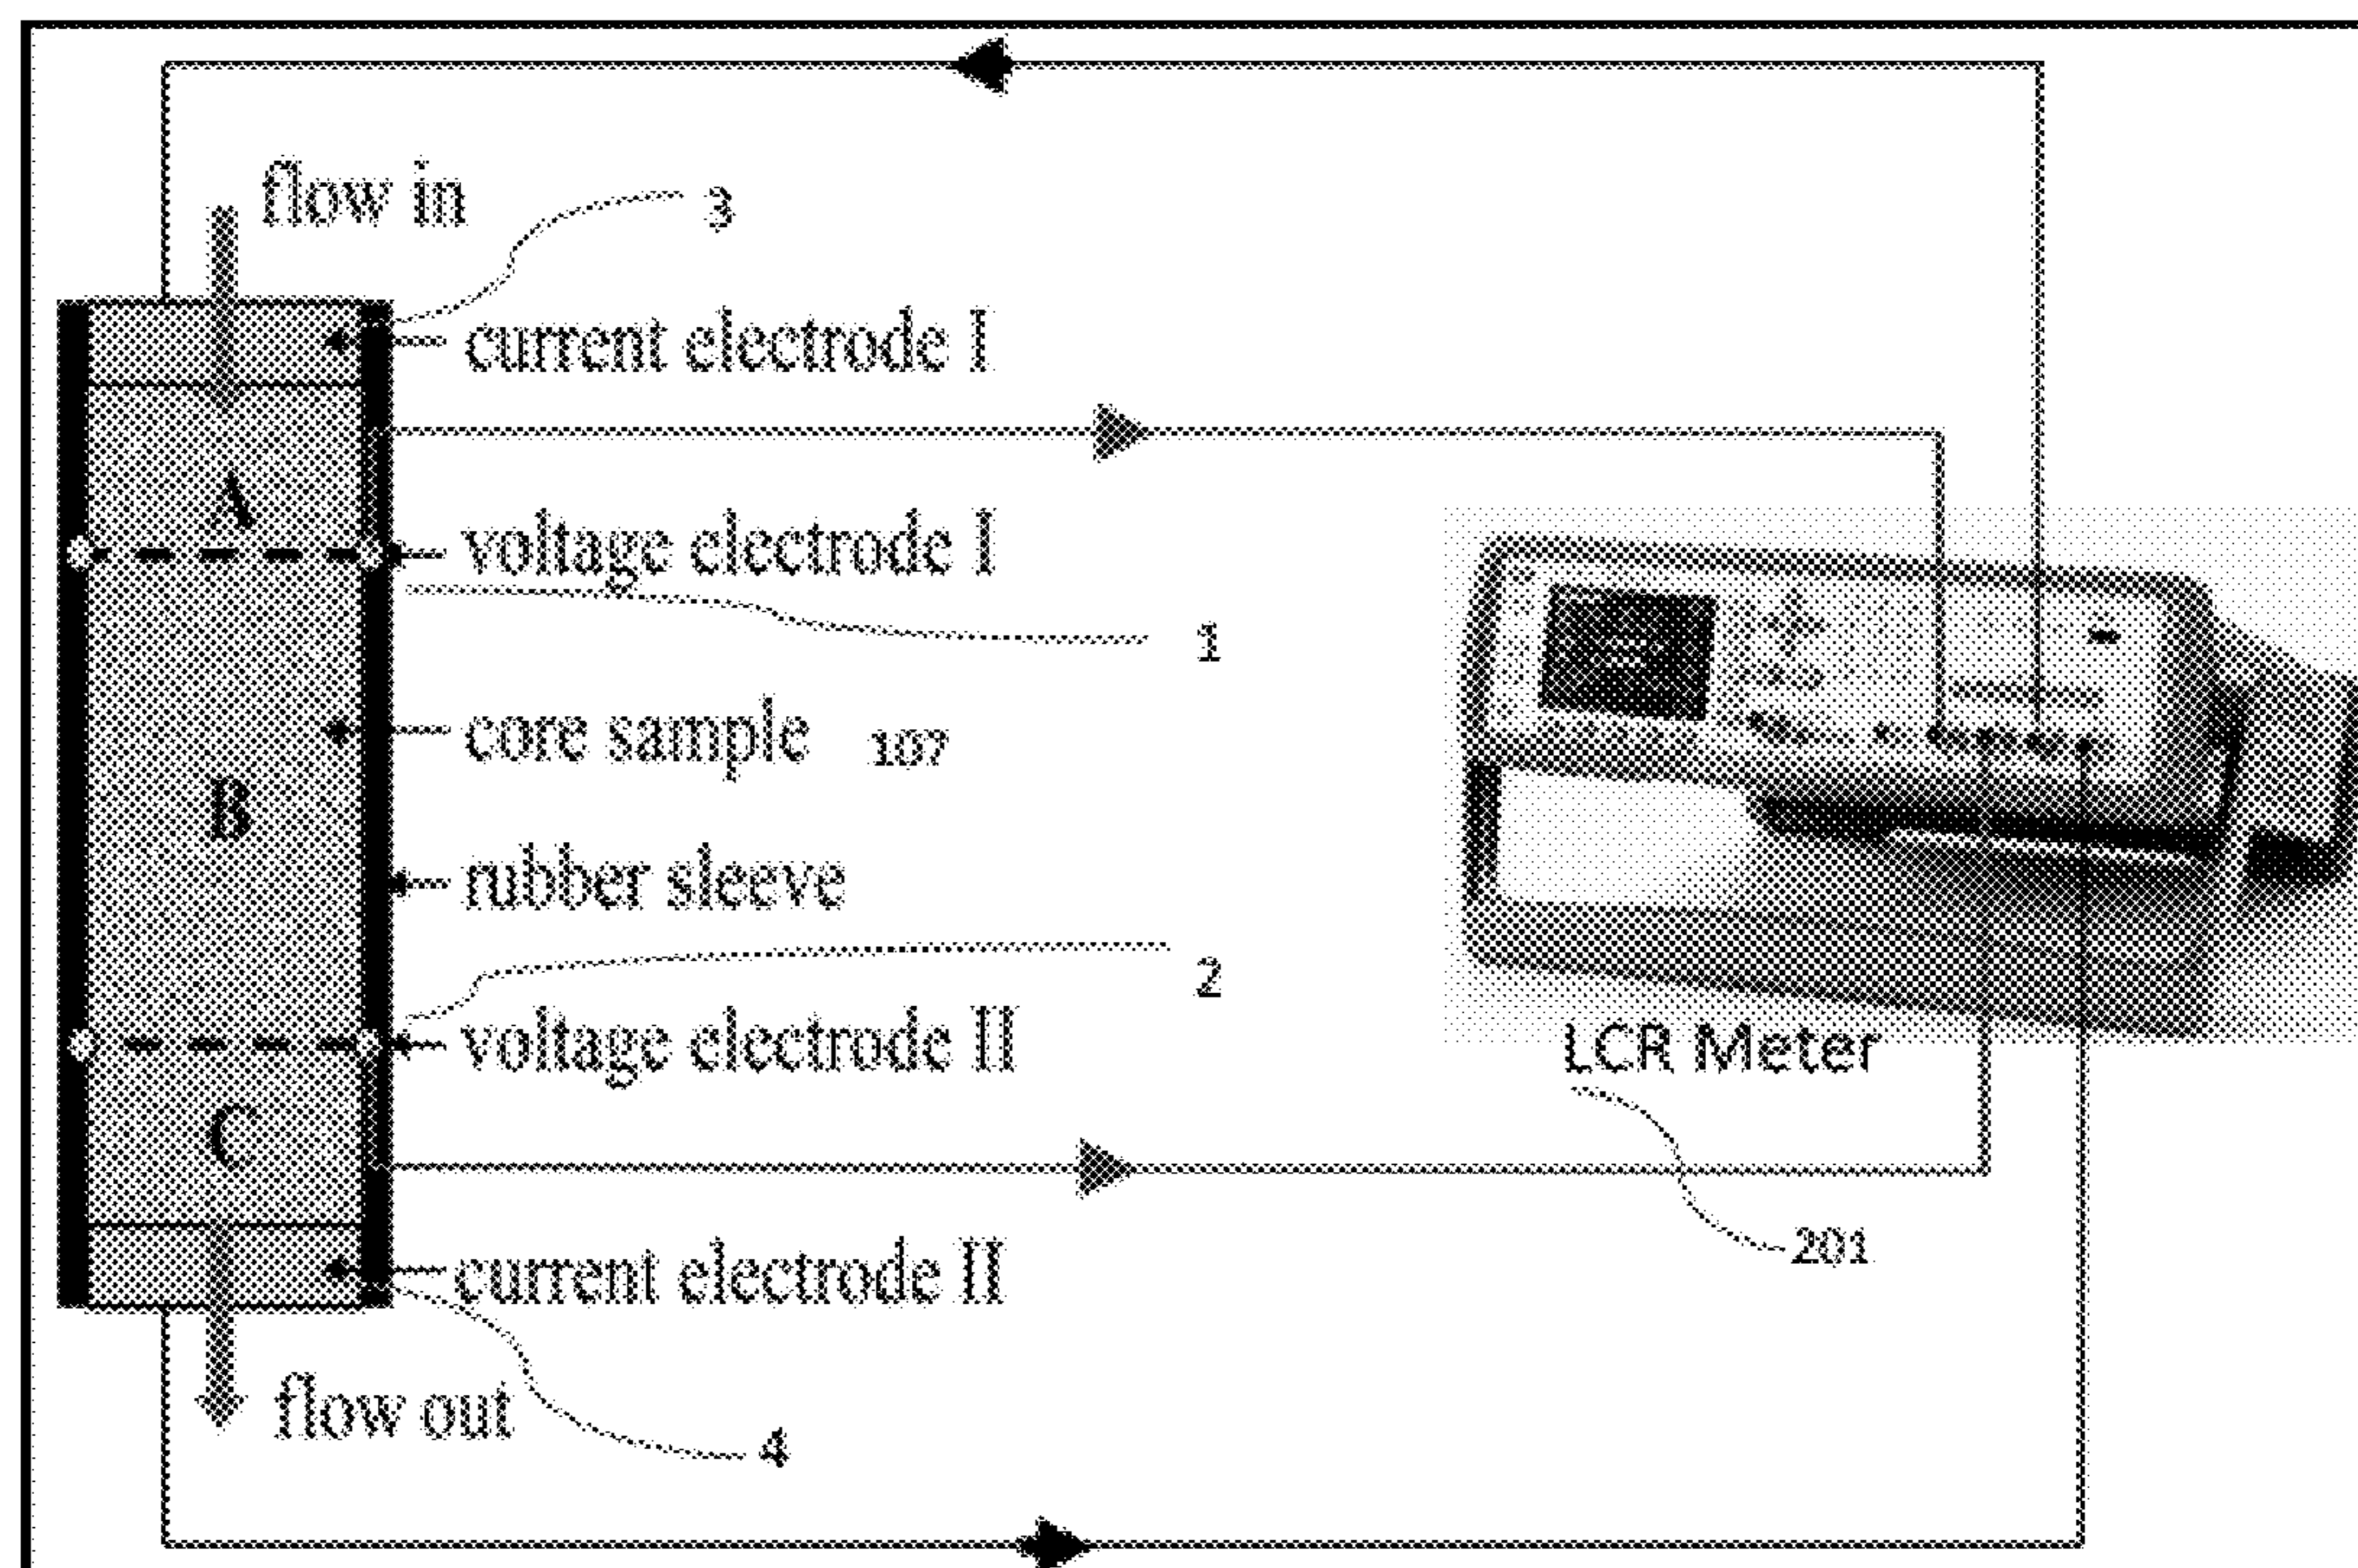 flow in
3
current electrode I
A
voltage electrode I
1
core sample 107
B
rubber sleeve
2
voltage electrode II
LCR Meter
C
201
current electrode II
flow out
4